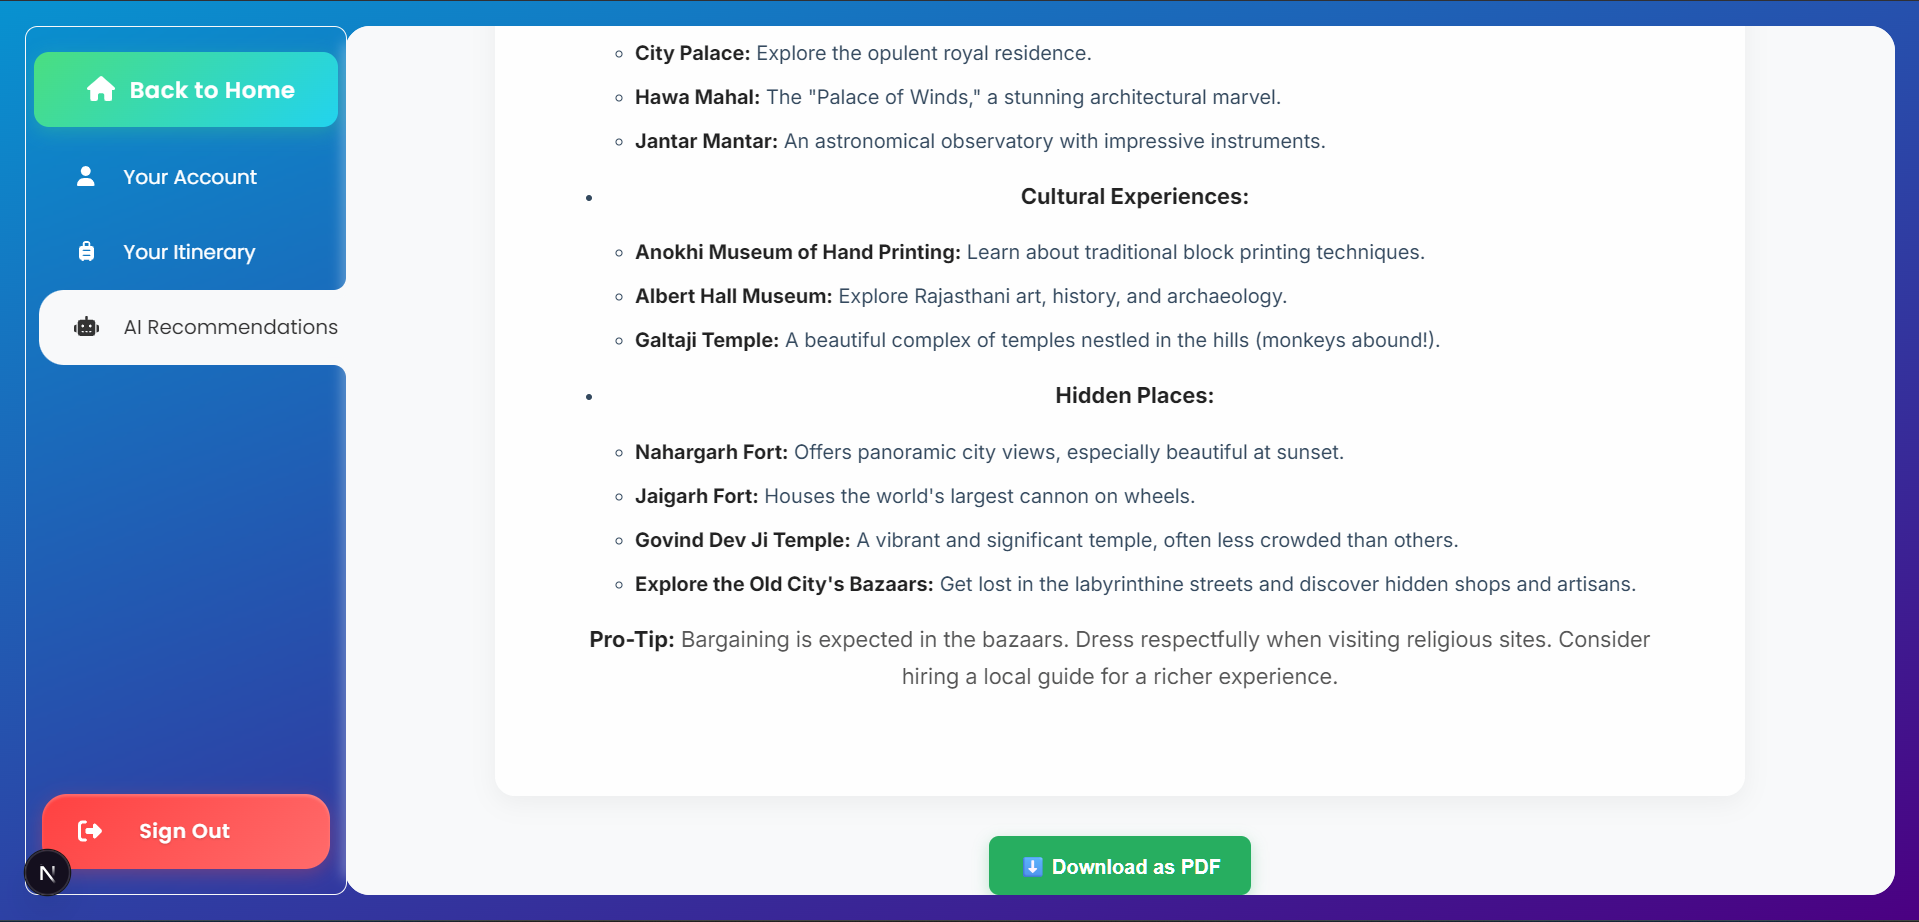 Back to Home
Your Account
Your Itinerary
AI Recommendations
Sign Out
N
City Palace: Explore the opulent royal residence.
Hawa Mahal: The "Palace of Winds," a stunning architectural marvel.
Jantar Mantar: An astronomical observatory with impressive instruments.
Cultural Experiences:
Anokhi Museum of Hand Printing: Learn about traditional block printing techniques.
Albert Hall Museum: Explore Rajasthani art, history, and archaeology.
Galtaji Temple: A beautiful complex of temples nestled in the hills (monkeys abound!).
Hidden Places:
Nahargarh Fort: Offers panoramic city views, especially beautiful at sunset.
Jaigarh Fort: Houses the world's largest cannon on wheels.
Govind Dev Ji Temple: A vibrant and significant temple, often less crowded than others.
Explore the Old City's Bazaars: Get lost in the labyrinthine streets and discover hidden shops and artisans.
Pro-Tip: Bargaining is expected in the bazaars. Dress respectfully when visiting religious sites. Consider
hiring a local guide for a richer experience.
Download as PDF